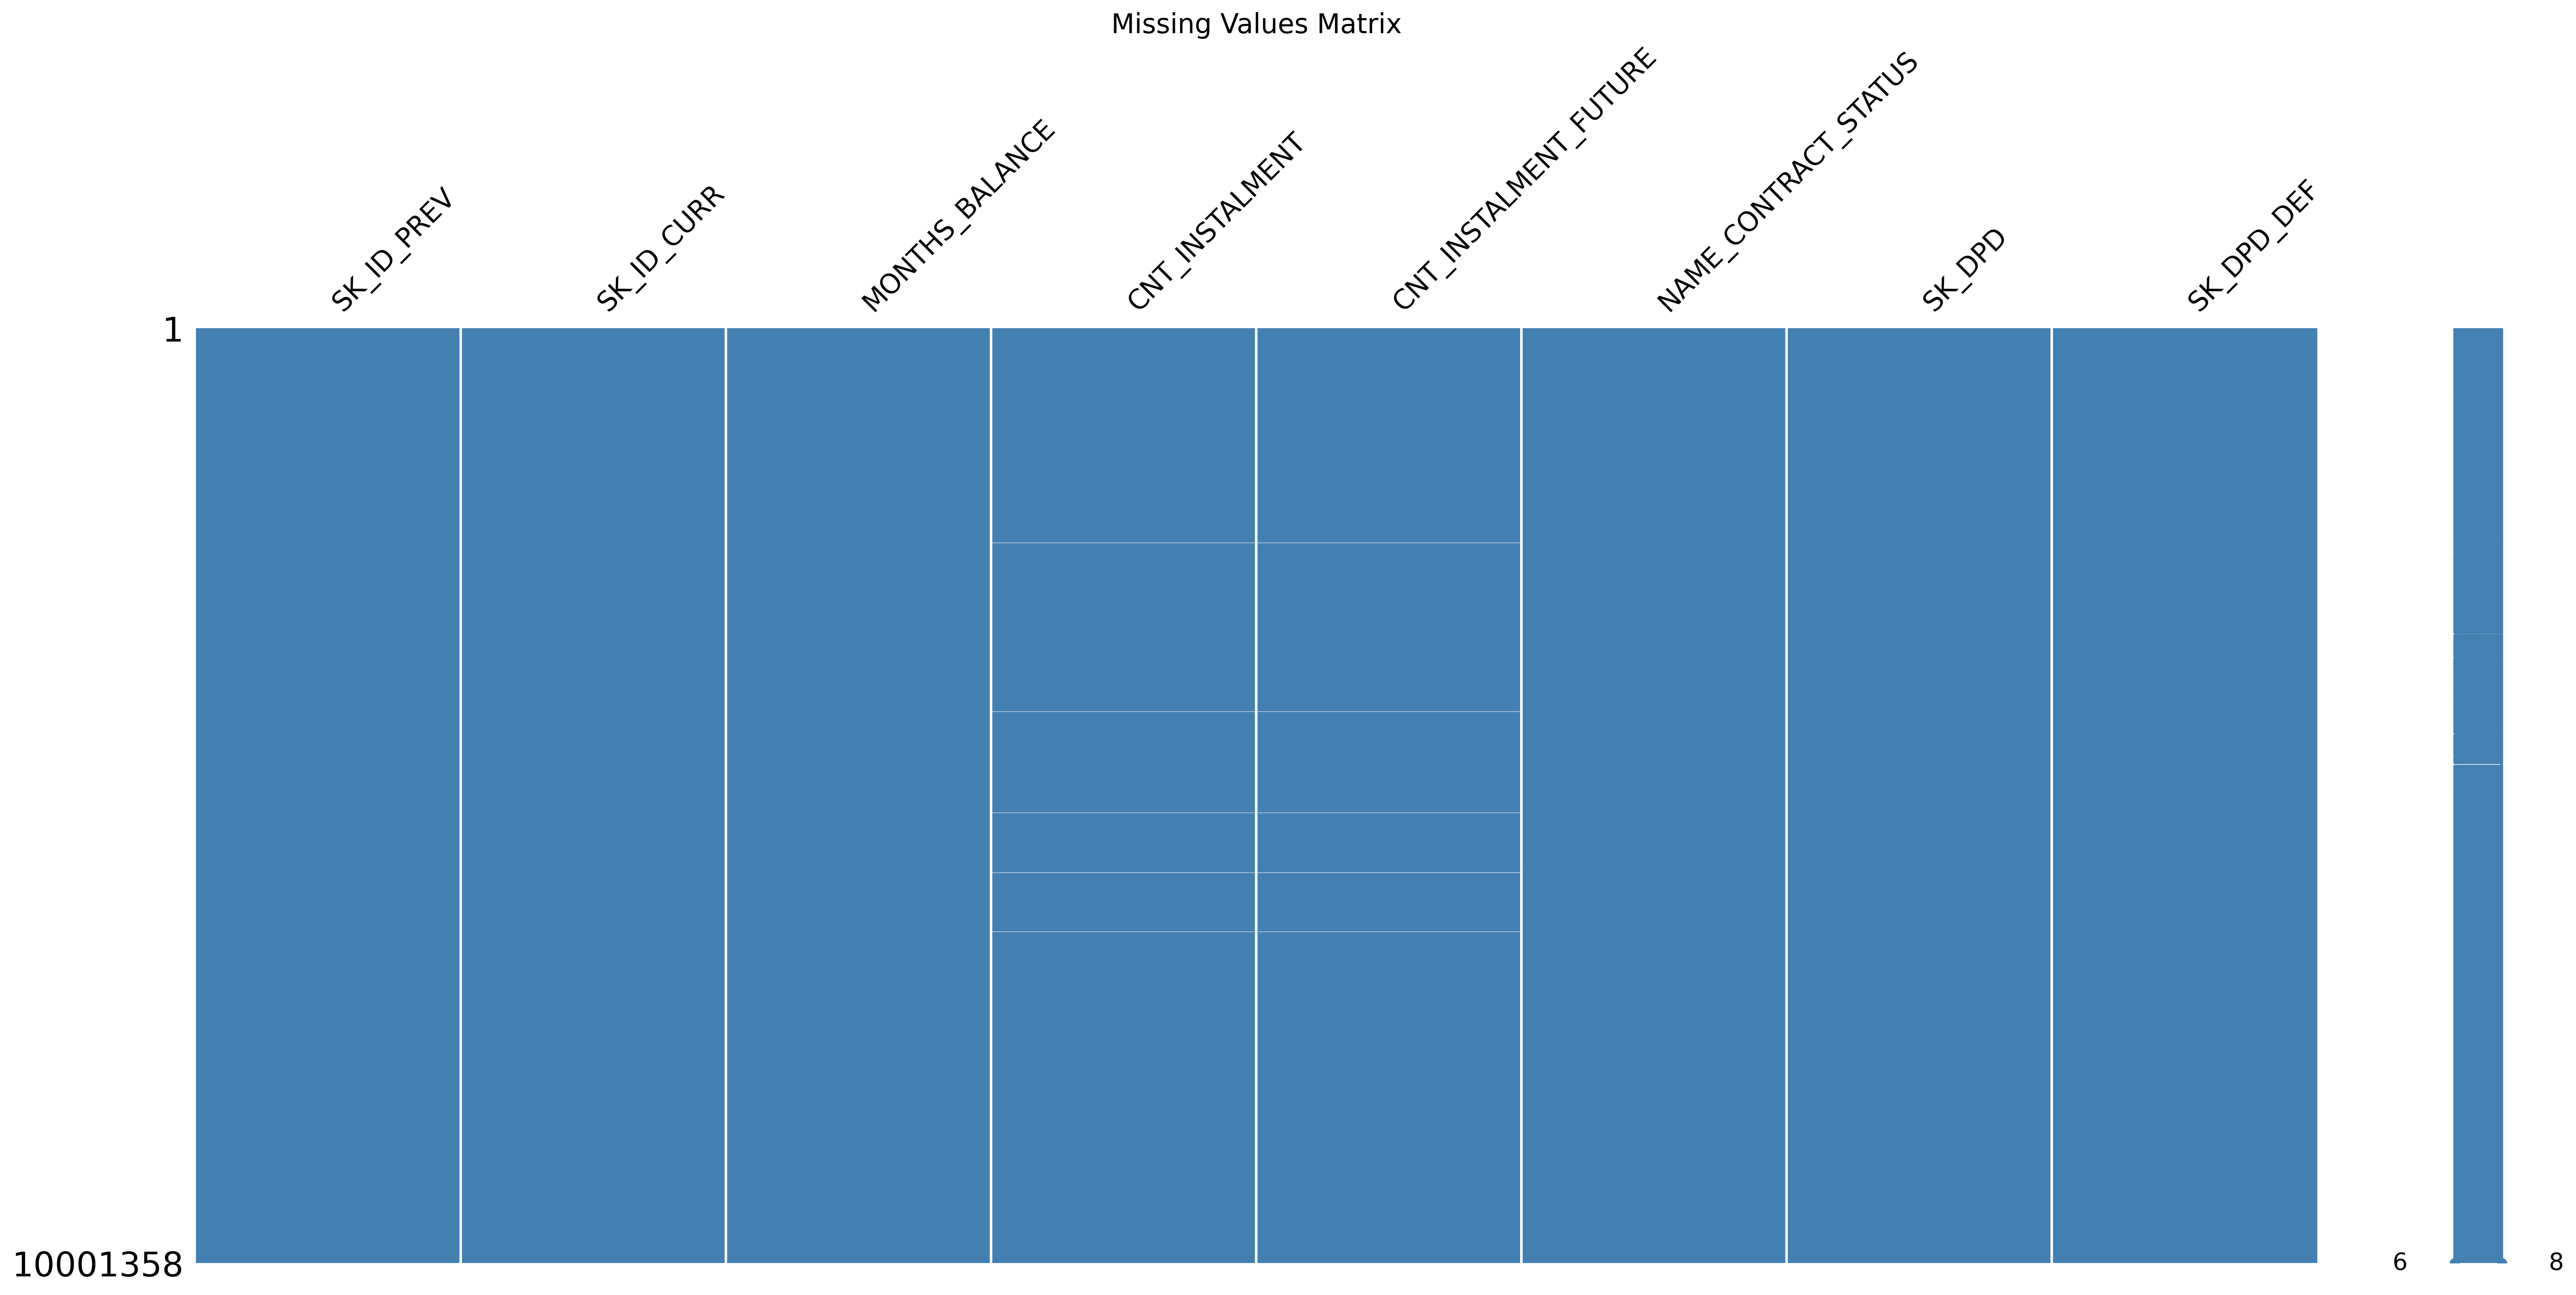 Missing Values Matrix
SK_ID_PREV
SK_ID_CURR
MONTHS_BALANCE
CNT_INSTALMENT
CNT_INSTALMENT_FUTURE
NAME_CONTRACT_STATUS
SK_DPD
SK_DPD_DEF
1
10001358
6
8